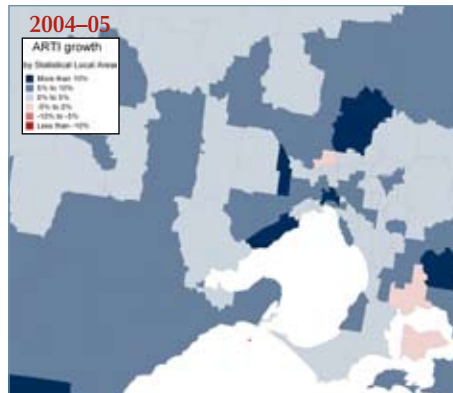 2004–05
ARTI growth
by Statistical Local Area
More than 10%
5% to 10%
0% to 5%
-5% to 0%
-10% to -5%
Less than -10%